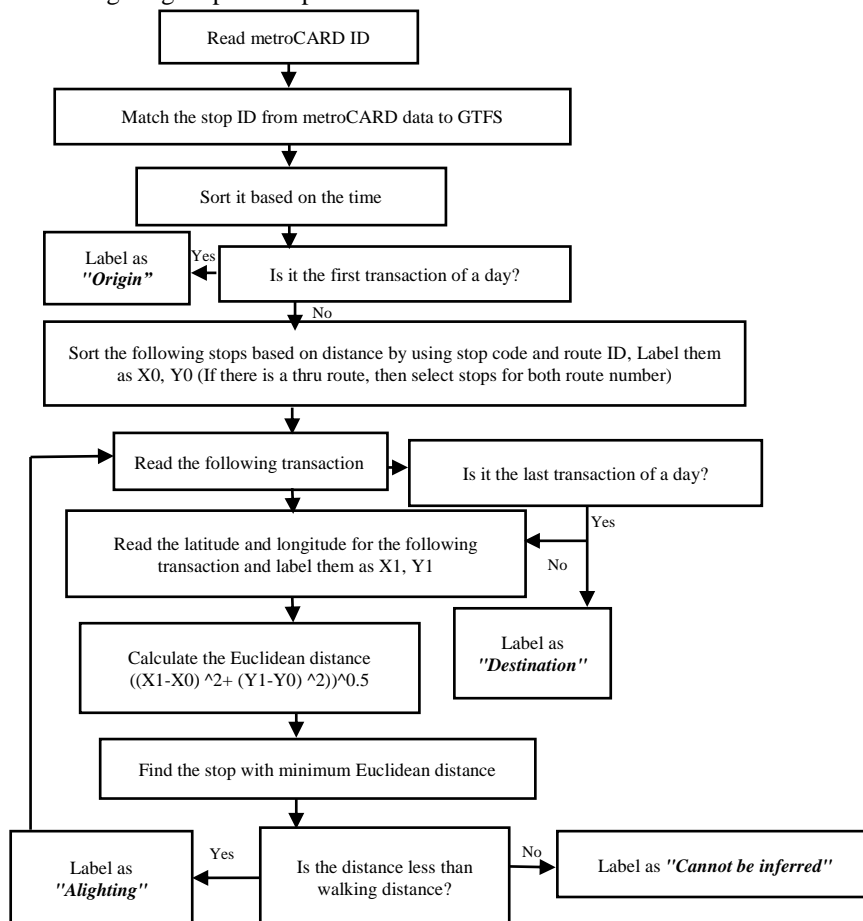 Read metroCARD ID
Match the stop ID from metroCARD data to GTFS
Sort it based on the time
Label as
"Origin”
Yes
Is it the first transaction of a day?
No
Sort the following stops based on distance by using stop code and route ID, Label them
as X0, Y0 (If there is a thru route, then select stops for both route number)
Read the following transaction
Is it the last transaction of a day?
Yes
Read the latitude and longitude for the following
transaction and label them as X1, Y1
No
Label as
"Destination"
Calculate the Euclidean distance
((X1-X0) ^2+ (Y1-Y0) ^2))^0.5
Find the stop with minimum Euclidean distance
Label as
"Alighting"
Yes
Is the distance less than
walking distance?
No
Label as "Cannot be inferred"